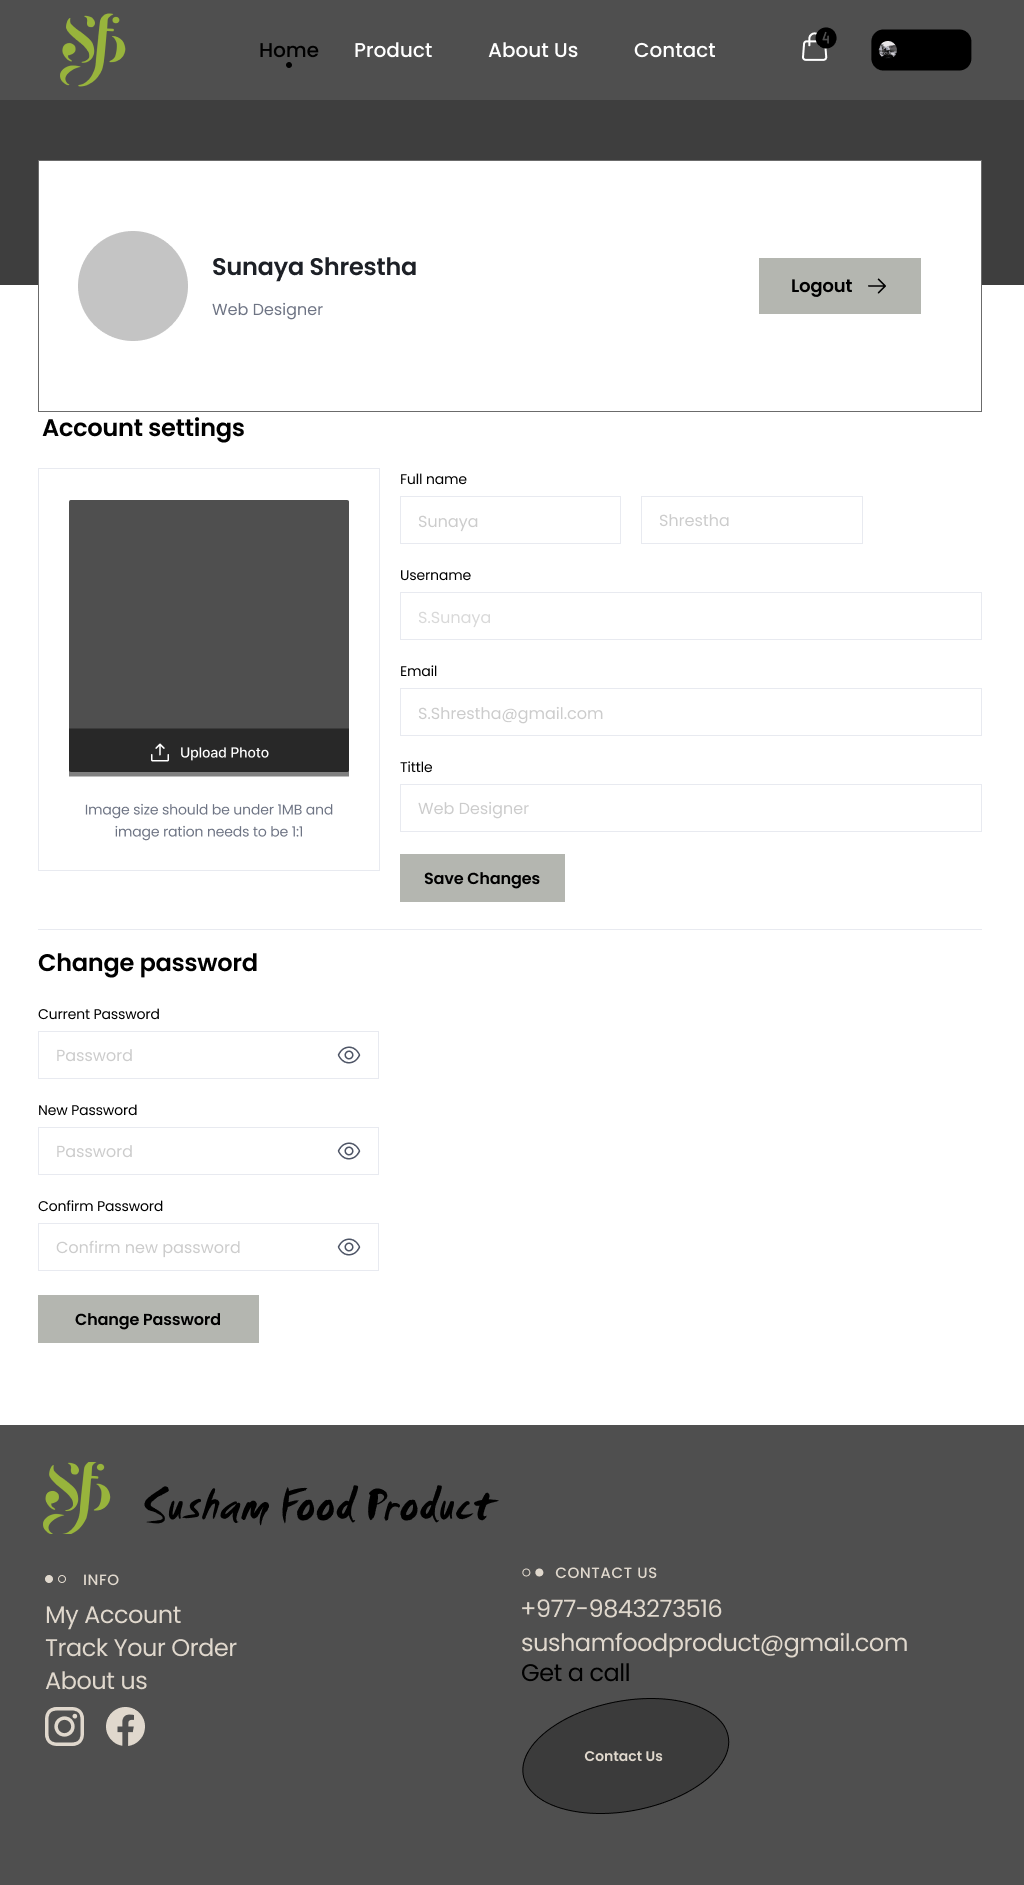 Home Product About Us Contact 4
Sunaya Shrestha
Web Designer
Logout
Account settings
Upload Photo
Image size should be under 1MB and
image ration needs to be 1:1
Full name
Sunaya Shrestha
Username
S.Sunaya
Email
S.Shrestha@gmail.com
Tittle
Web Designer
Save Changes
Change password
Current Password
Password
New Password
Password
Confirm Password
Confirm new password
Change Password
Susham Food Product
INFO
My Account
Track Your Order
About us
CONTACT US
+977-9843273516
sushamfoodproduct@gmail.com
Get a call
Contact Us